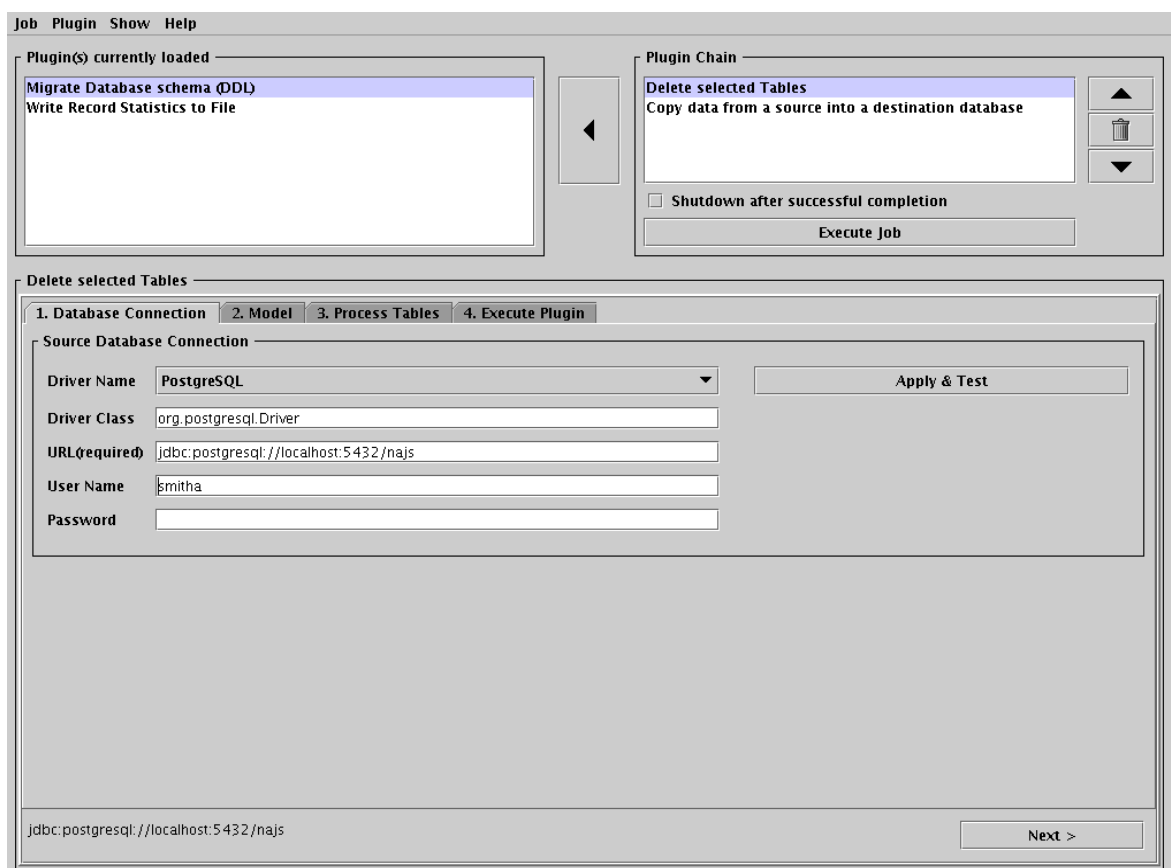 Job Plugin Show Help
Plugin(s) currently loaded
Migrate Database schema (DDL)
Write Record Statistics to File
Plugin Chain
Delete selected Tables
Copy data from a source into a destination database
Shutdown after successful completion
Execute Job
Delete selected Tables
1. Database Connection 2. Model 3. Process Tables 4. Execute Plugin
Source Database Connection
Driver Name PostgreSQL Apply & Test
Driver Class org.postgresql.Driver
URL(required) jdbc:postgresql://localhost:5432/najs
User Name smitha
Password
jdbc:postgresql://localhost:5432/najs Next >